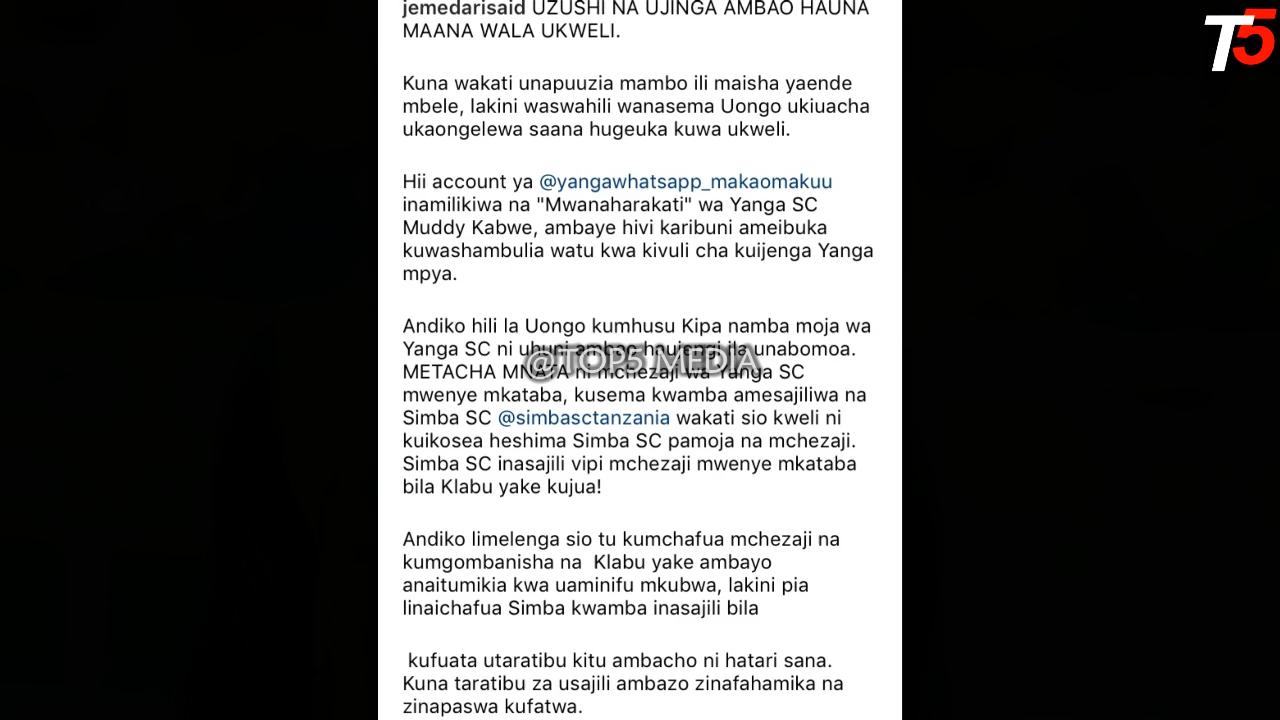 T5
jemedarisaid UZUSHI NA UJINGA AMBAO HAUNA
MAANA WALA UKWELI.
Kuna wakati unapuuzia mambo ili maisha yaende
mbele, lakini waswahili wanasema Uongo ukiuacha
ukaongelewa saana hugeuka kuwa ukweli.
Hii account ya @yangawhatsapp_makaomakuu
inamilikiwa na "Mwanaharakati" wa Yanga SC
Muddy Kabwe, ambaye hivi karibuni ameibuka
kuwashambulia watu kwa kivuli cha kuijenga Yanga
mpya.
Andiko hili la Uongo kumhusu Kipa namba moja wa
Yanga SC ni uhuni ambao haujengi ila unabomoa.
@TOP5 MEDIA
METACHA MNATA ni mchezaji wa Yanga SC
mwenye mkataba, kusema kwamba amesajiliwa na
Simba SC @simbasctanzania wakati sio kweli ni
kuikosea heshima Simba SC pamoja na mchezaji.
Simba SC inasajili vipi mchezaji mwenye mkataba
bila Klabu yake kujua!
Andiko limelenga sio tu kumchafua mchezaji na
kumgombanisha na Klabu yake ambayo
anaitumikia kwa uaminifu mkubwa, lakini pia
linaichafua Simba kwamba inasajili bila
kufuata utaratibu kitu ambacho ni hatari sana.
Kuna taratibu za usajili ambazo zinafahamika na
zinapaswa kufatwa.